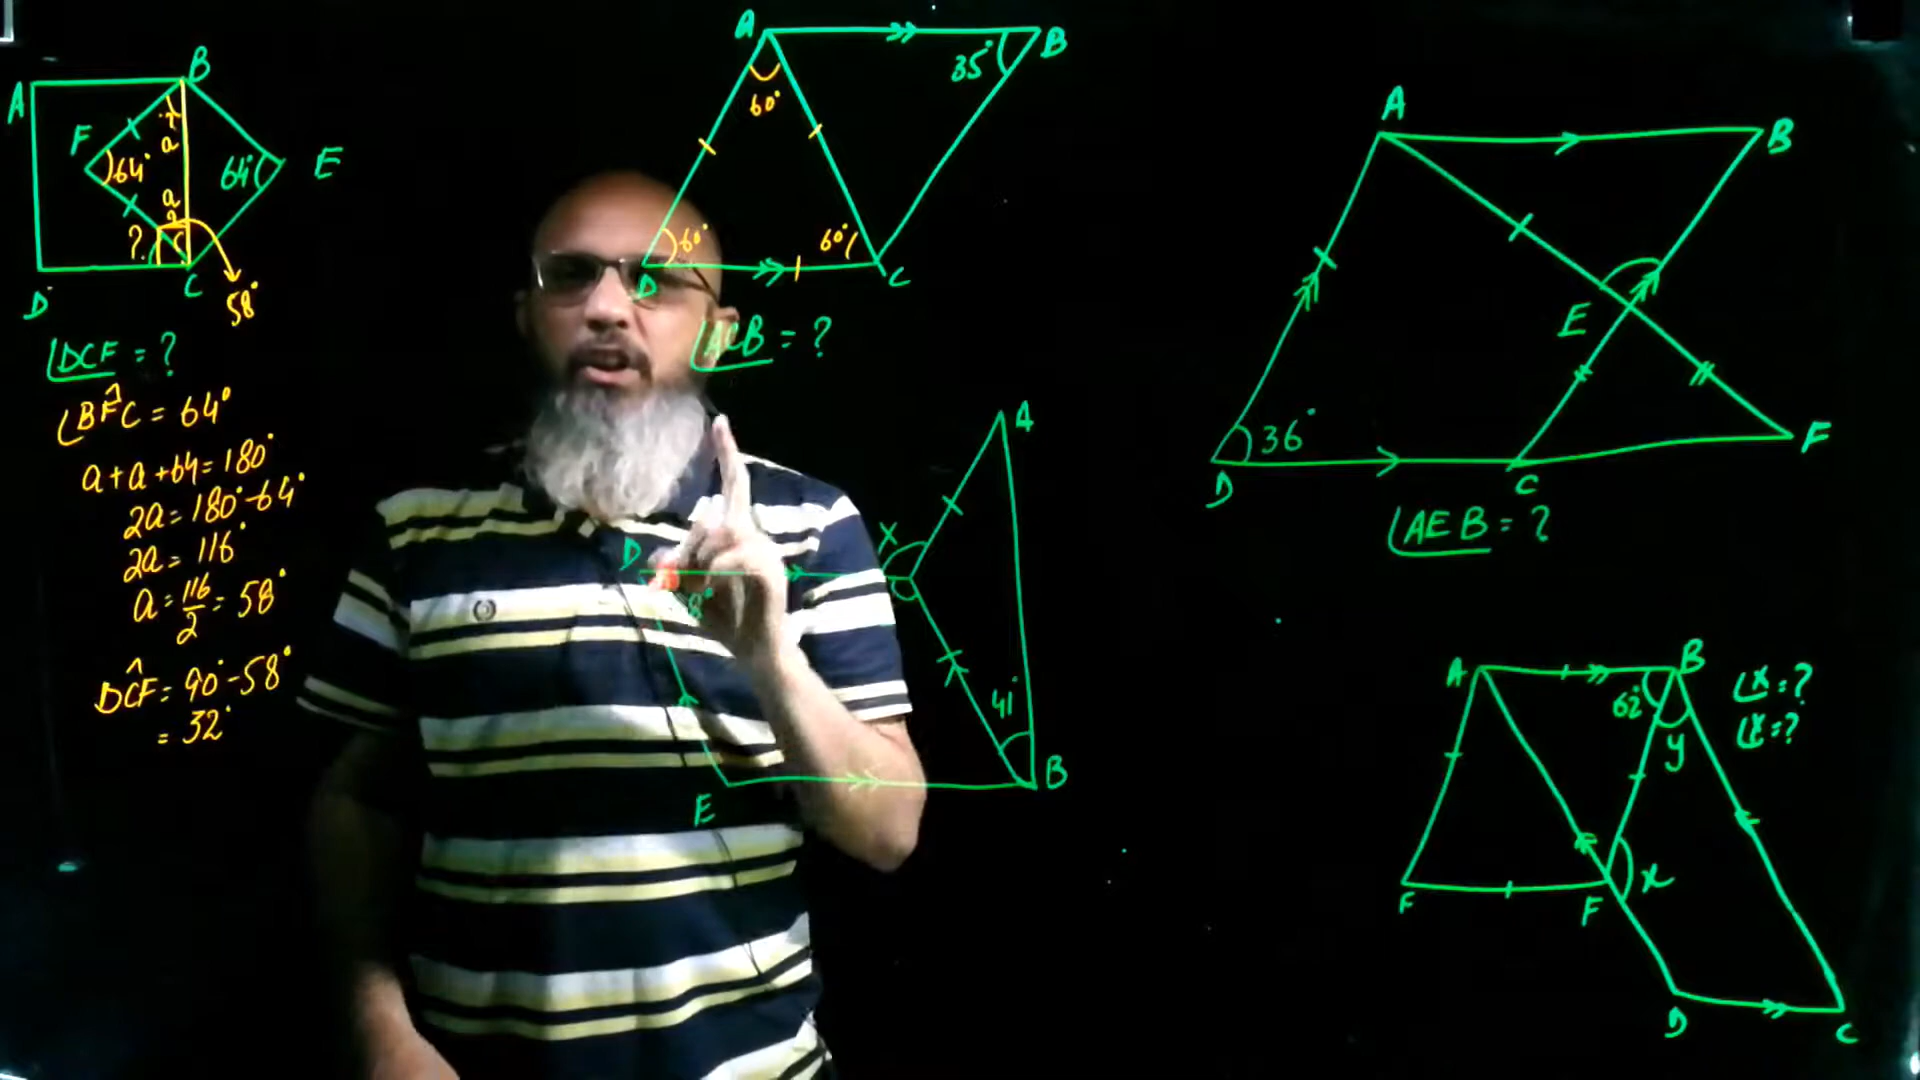 A
B
F
64°
a
a
64°
E
?
D
C
58°
∠DCF = ?
∠BF̂C = 64°
a + a + 64 = 180°
2a = 180° - 64°
2a = 116°
a = 116/2 = 58°
DĈF = 90° - 58°
= 32°
A
B
35°
60°
60°
60°
D
C
∠ACB = ?
A
x
D
8°
41°
B
E
A
B
E
36°
D
C
F
∠AEB = ?
A
B
62°
y
∠x = ?
F
F
x
D
C